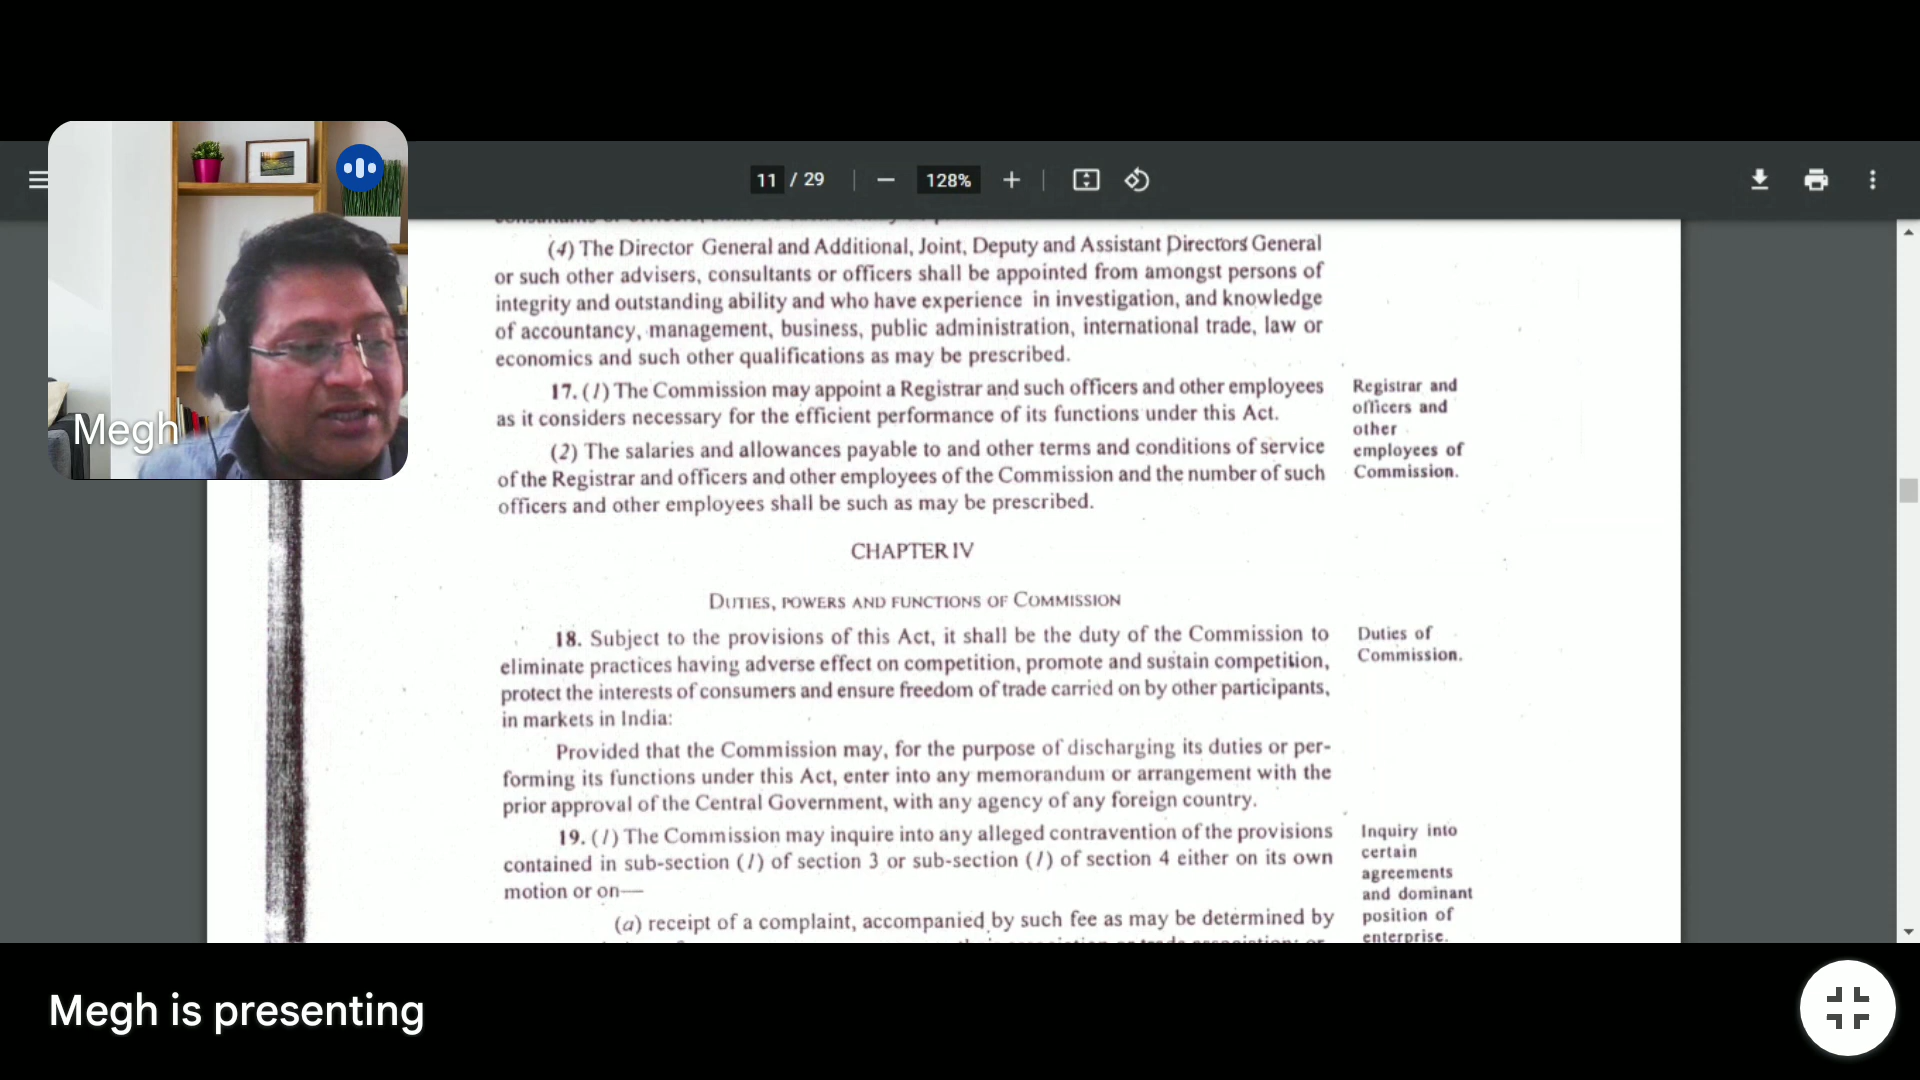 11 / 29
128%
(4) The Director General and Additional, Joint, Deputy and Assistant Directors General
or such other advisers, consultants or officers shall be appointed from amongst persons of
integrity and outstanding ability and who have experience in investigation, and knowledge
of accountancy, management, business, public administration, international trade, law or
economics and such other qualifications as may be prescribed.
17. (1) The Commission may appoint a Registrar and such officers and other employees
as it considers necessary for the efficient performance of its functions under this Act.
Registrar and
officers and
other
employees of
Commission.
(2) The salaries and allowances payable to and other terms and conditions of service
of the Registrar and officers and other employees of the Commission and the number of such
officers and other employees shall be such as may be prescribed.
CHAPTER IV
DUTIES, POWERS AND FUNCTIONS OF COMMISSION
18. Subject to the provisions of this Act, it shall be the duty of the Commission to
eliminate practices having adverse effect on competition, promote and sustain competition,
protect the interests of consumers and ensure freedom of trade carried on by other participants,
in markets in India:
Duties of
Commission.
Provided that the Commission may, for the purpose of discharging its duties or per-
forming its functions under this Act, enter into any memorandum or arrangement with the
prior approval of the Central Government, with any agency of any foreign country.
19. (1) The Commission may inquire into any alleged contravention of the provisions
contained in sub-section (1) of section 3 or sub-section (1) of section 4 either on its own
motion or on—
(a) receipt of a complaint, accompanied by such fee as may be determined by
Inquiry into
certain
agreements
and dominant
position of
enterprise.
Megh
Megh is presenting